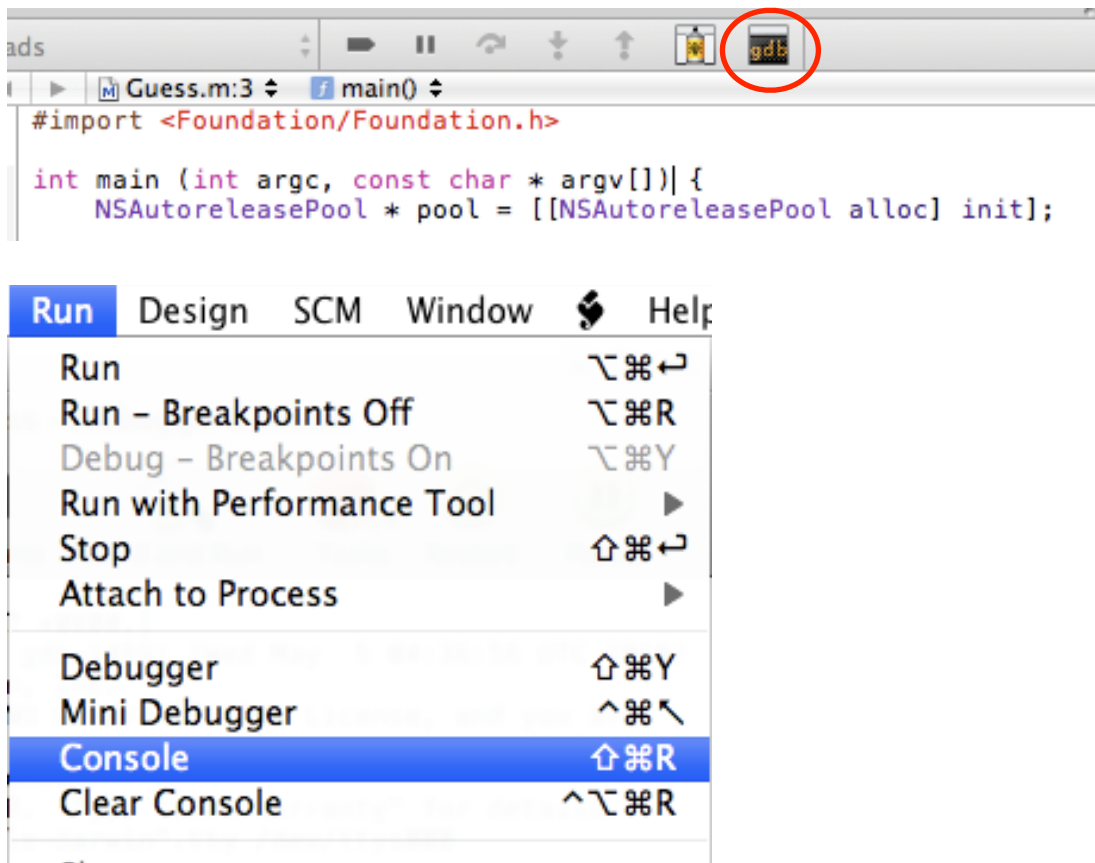 ads
gdb
Guess.m:3 main()
#import <Foundation/Foundation.h>
int main (int argc, const char * argv[]) {
NSAutoreleasePool * pool = [[NSAutoreleasePool alloc] init];
Run Design SCM Window Help
Run ⌥⌘↩
Run – Breakpoints Off ⌥⌘R
Debug – Breakpoints On ⌥⌘Y
Run with Performance Tool ▶
Stop ⇧⌘↩
Attach to Process ▶
Debugger ⇧⌘Y
Mini Debugger ^⌘↖
Console ⇧⌘R
Clear Console ^⌥⌘R